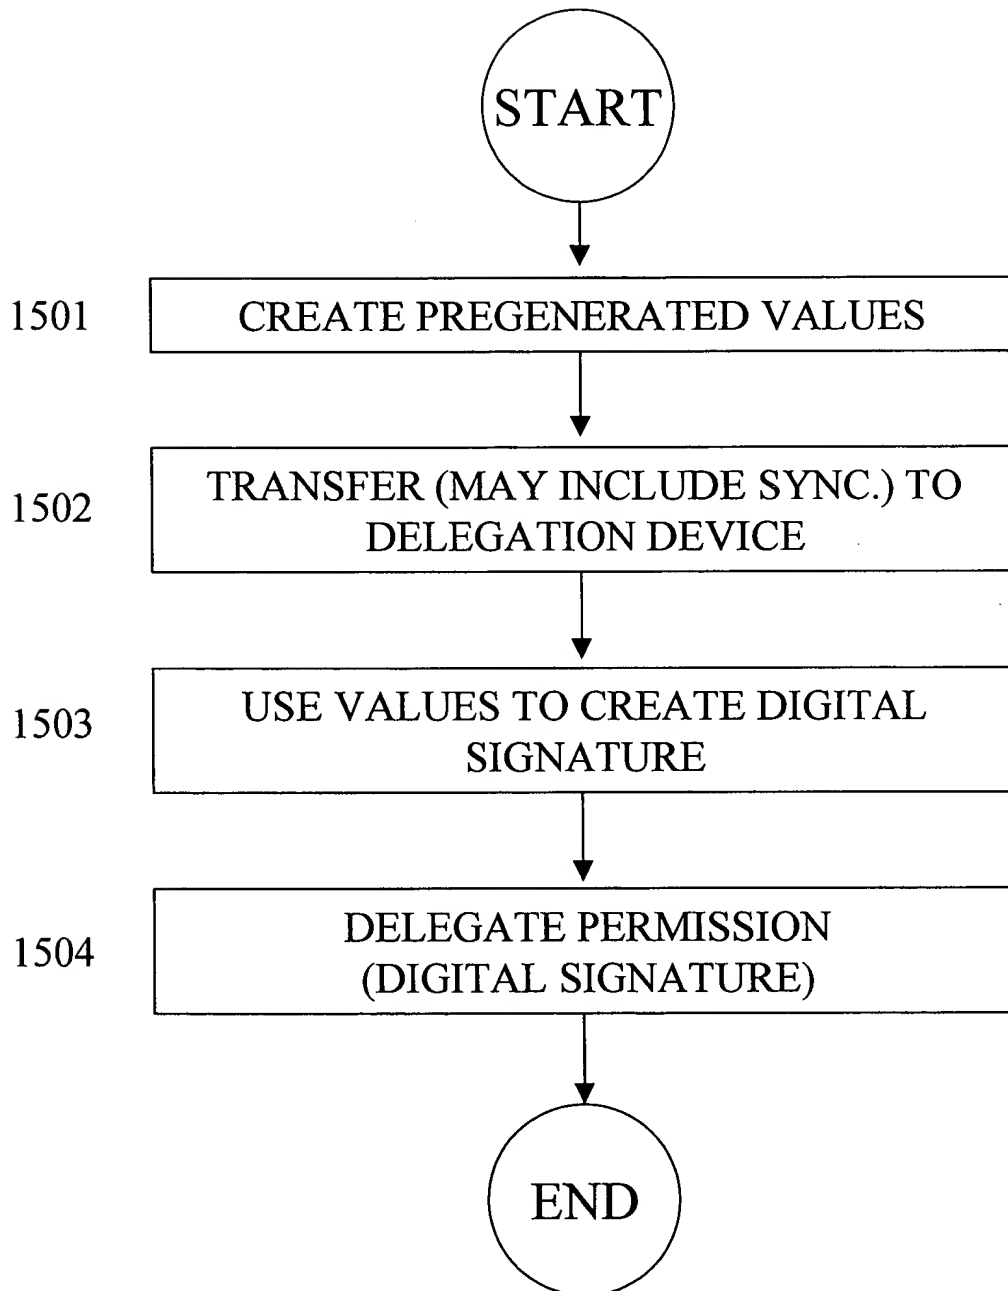 START
1501
CREATE PREGENERATED VALUES
1502
TRANSFER (MAY INCLUDE SYNC.) TO
DELEGATION DEVICE
1503
USE VALUES TO CREATE DIGITAL
SIGNATURE
1504
DELEGATE PERMISSION
(DIGITAL SIGNATURE)
END